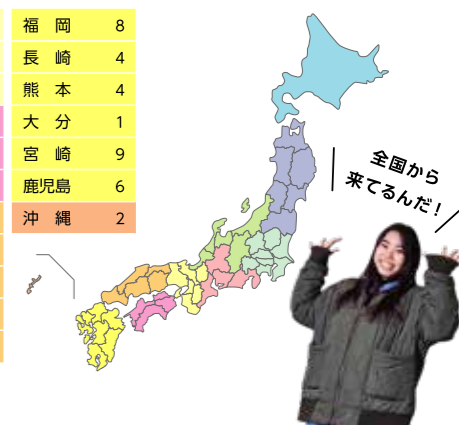 福岡 8
長崎 4
熊本 4
大分 1
宮崎 9
鹿児島 6
沖縄 2
全国から
来てるんだ！